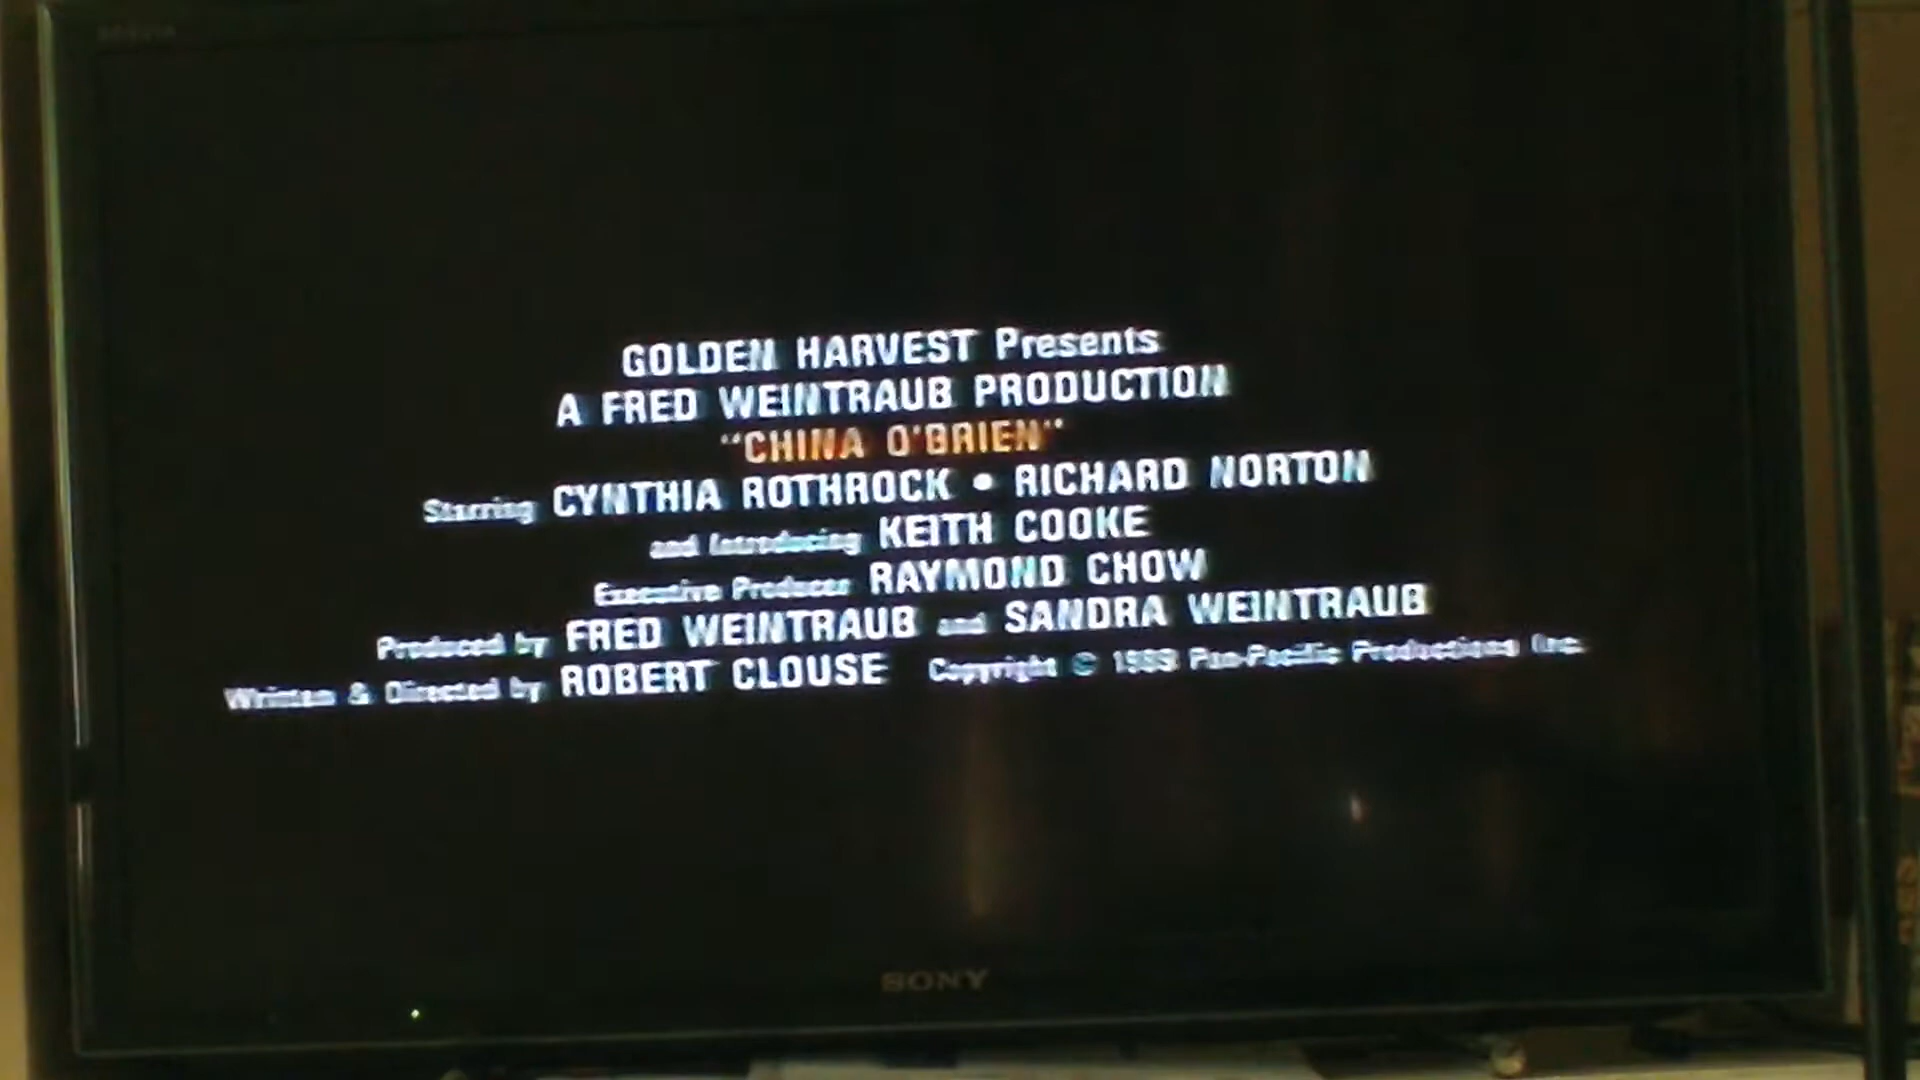 GOLDEN HARVEST Presents
A FRED WEINTRAUB PRODUCTION
"CHINA O'BRIEN"
Starring CYNTHIA ROTHROCK • RICHARD NORTON
and Introducing KEITH COOKE
Executive Producer RAYMOND CHOW
Produced by FRED WEINTRAUB and SANDRA WEINTRAUB
Written & Directed by ROBERT CLOUSE Copyright © Pan-Pacific Productions Inc.
SONY